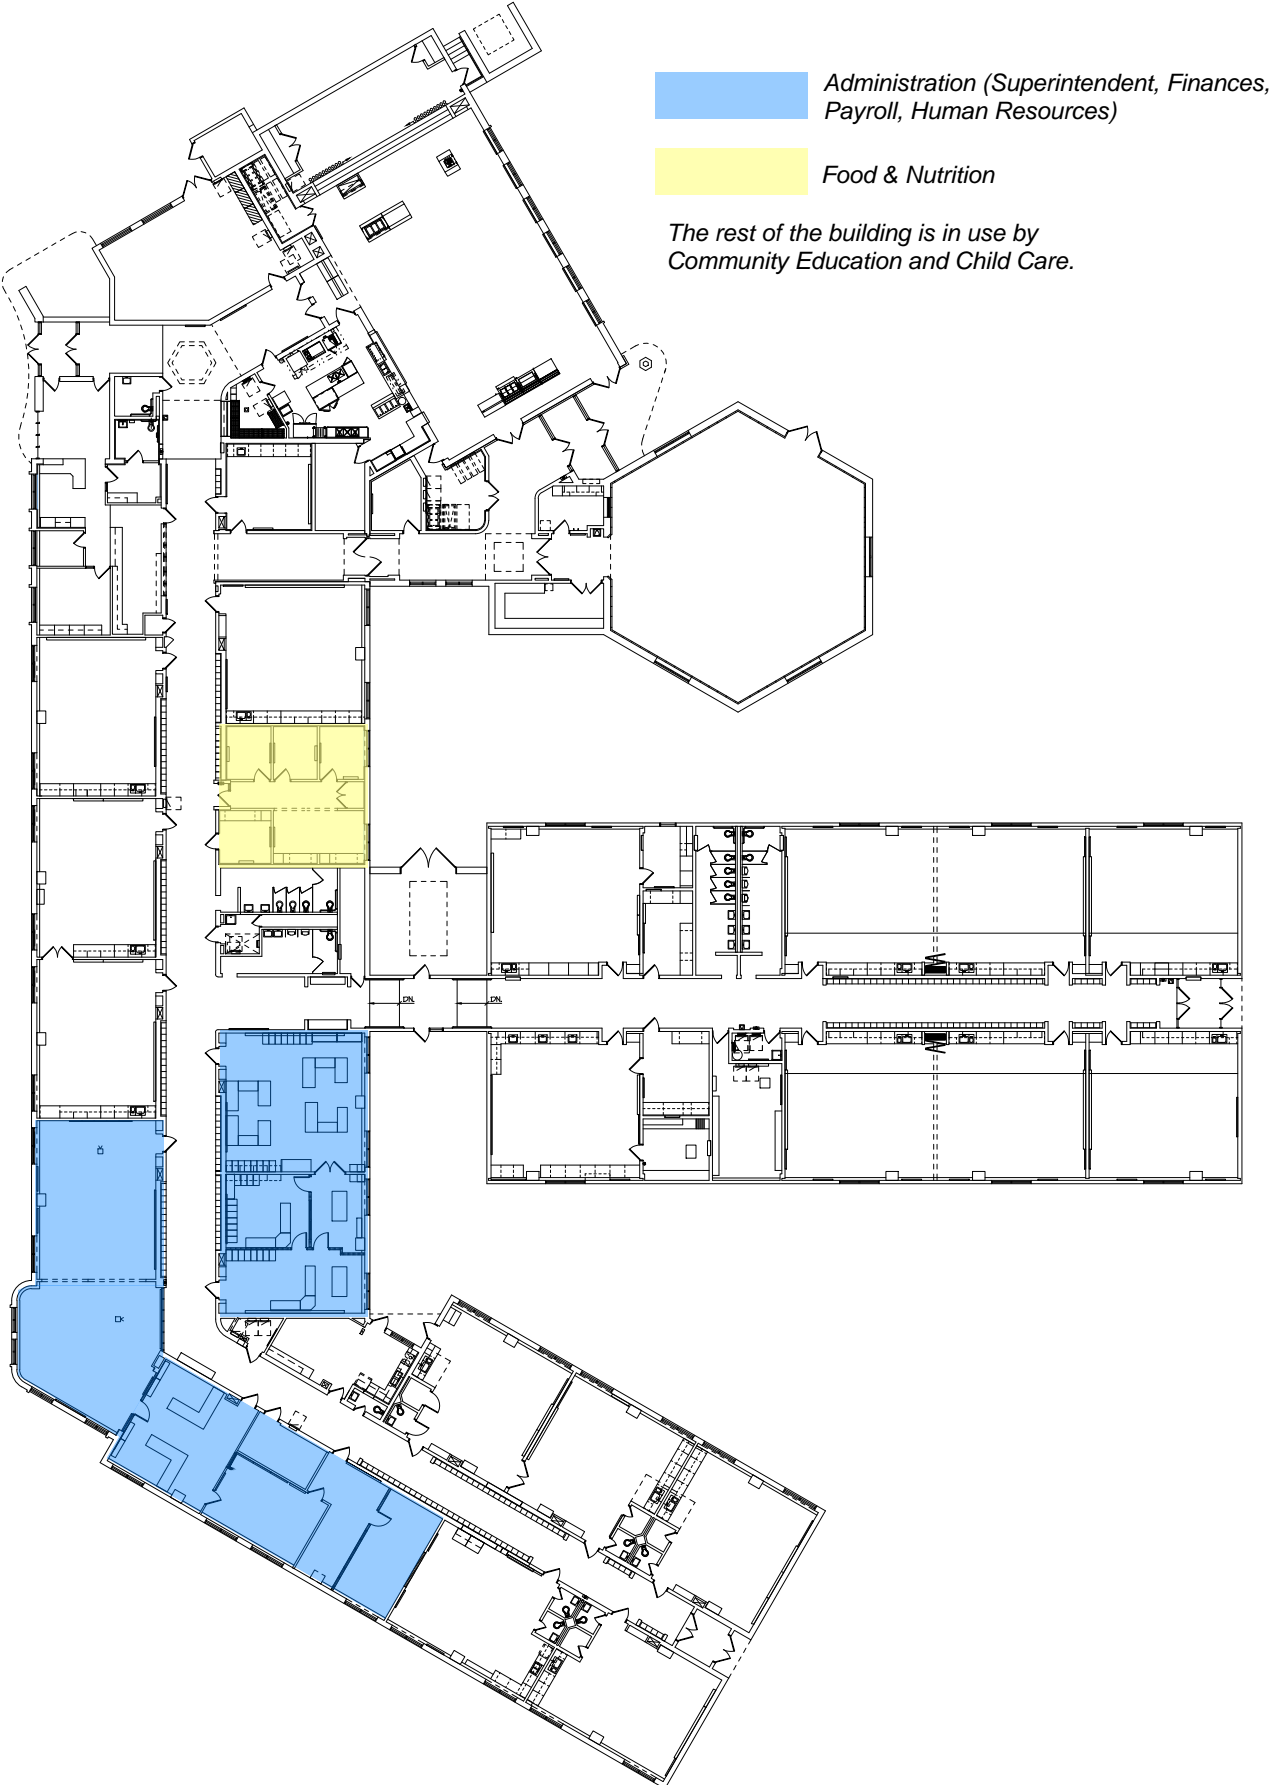 Administration (Superintendent, Finances,
Payroll, Human Resources)
Food & Nutrition
The rest of the building is in use by
Community Education and Child Care.
DN.
DN.